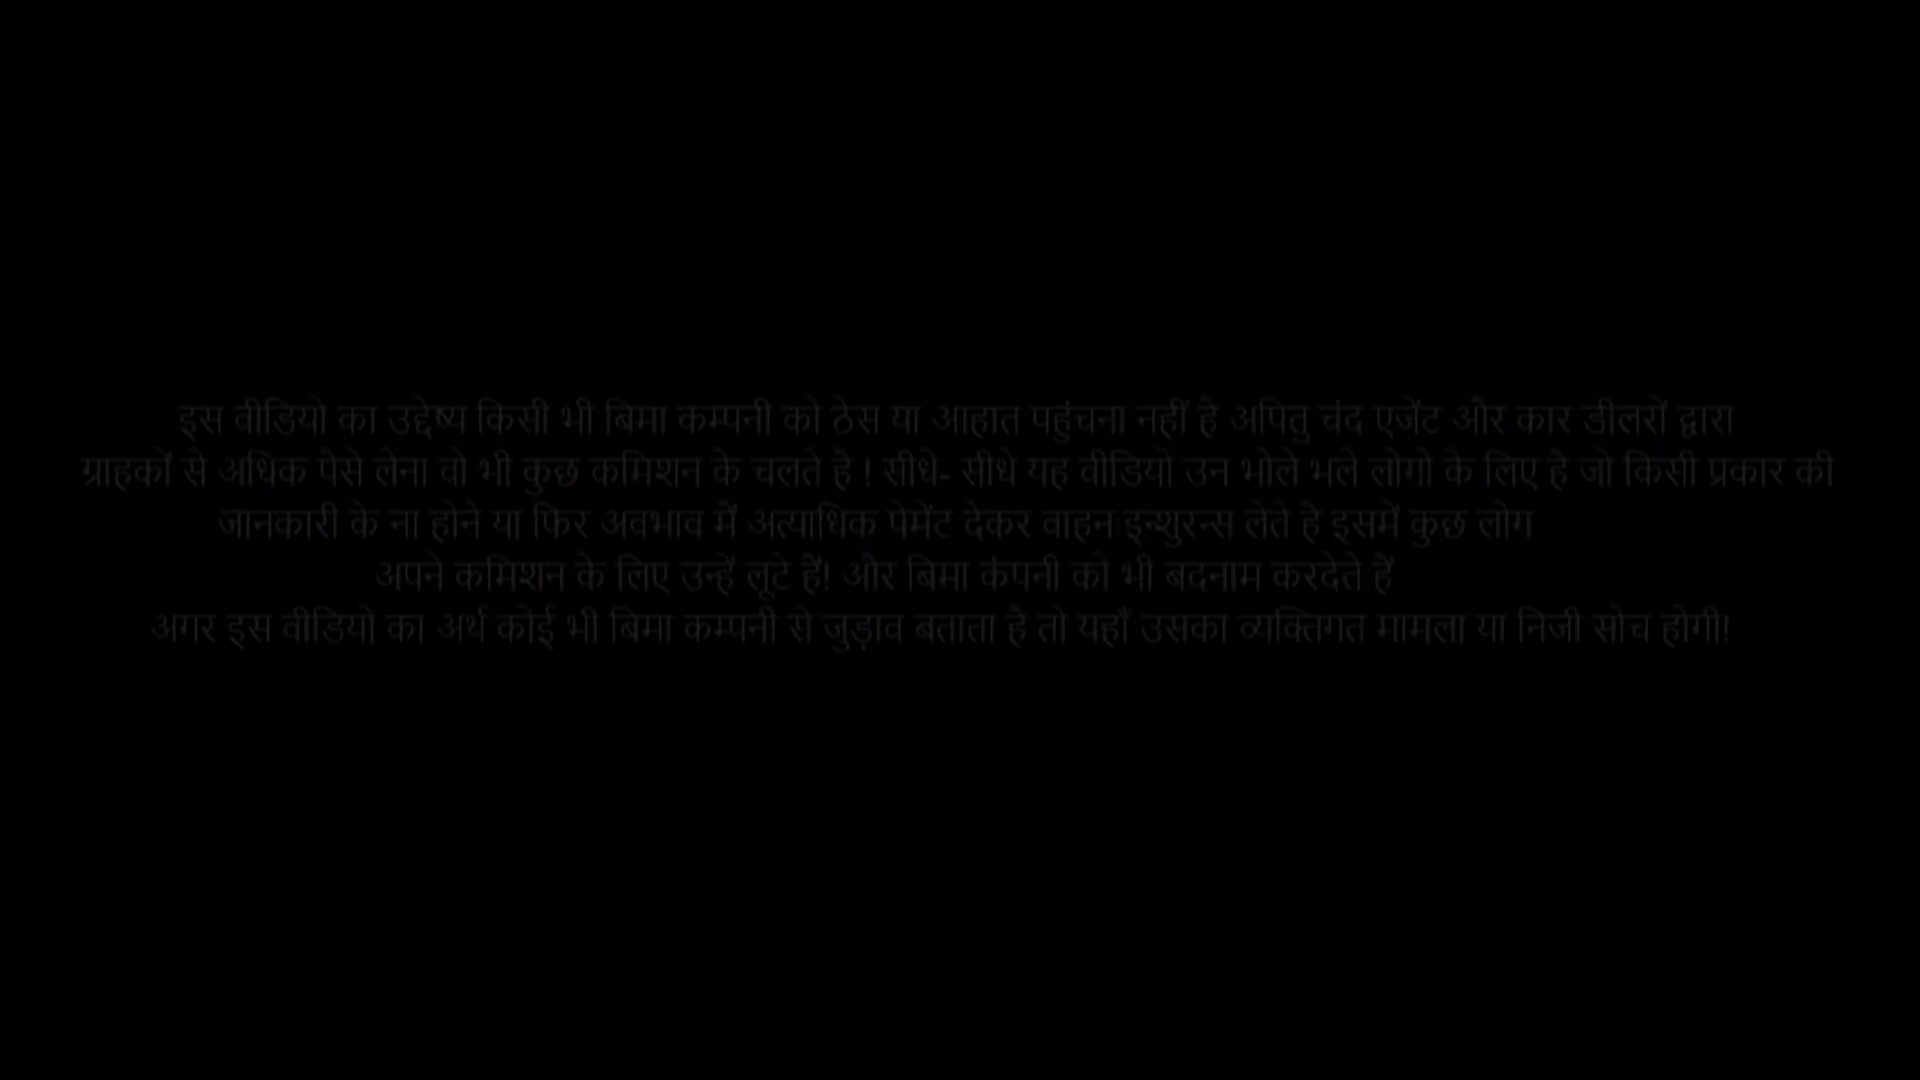 इस वीडियो का उद्देष्य किसी भी बिमा कम्पनी को ठेस या आहात पहुंचना नहीं है अपितु चंद एजेंट ओर कार डीलरों द्वारा
ग्राहकों से अधिक पैसे लेना वो भी कुछ कमिशन के चलते है ! सीधे- सीधे यह वीडियो उन भोले भले लोगो के लिए है जो किसी प्रकार की
जानकारी के ना होने या फिर अवभाव में अत्याधिक पेमेंट देकर वाहन इन्शुरन्स लेते है इसमें कुछ लोग
अपने कमिशन के लिए उन्हें लूटे हैं! ओर बिमा कंपनी को भी बदनाम करदेते हैं
अगर इस वीडियो का अर्थ कोई भी बिमा कम्पनी से जुड़ाव बताता है तो यहाँ उसका व्यक्तिगत मामला या निजी सोच होगी!